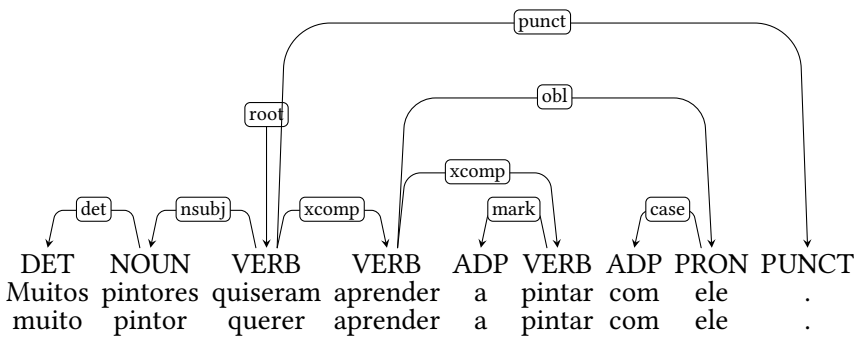 punct
obl
root
xcomp
det nsubj xcomp mark case
DET NOUN VERB VERB ADP VERB ADP PRON PUNCT
Muitos pintores quiseram aprender a pintar com ele .
muito pintor querer aprender a pintar com ele .